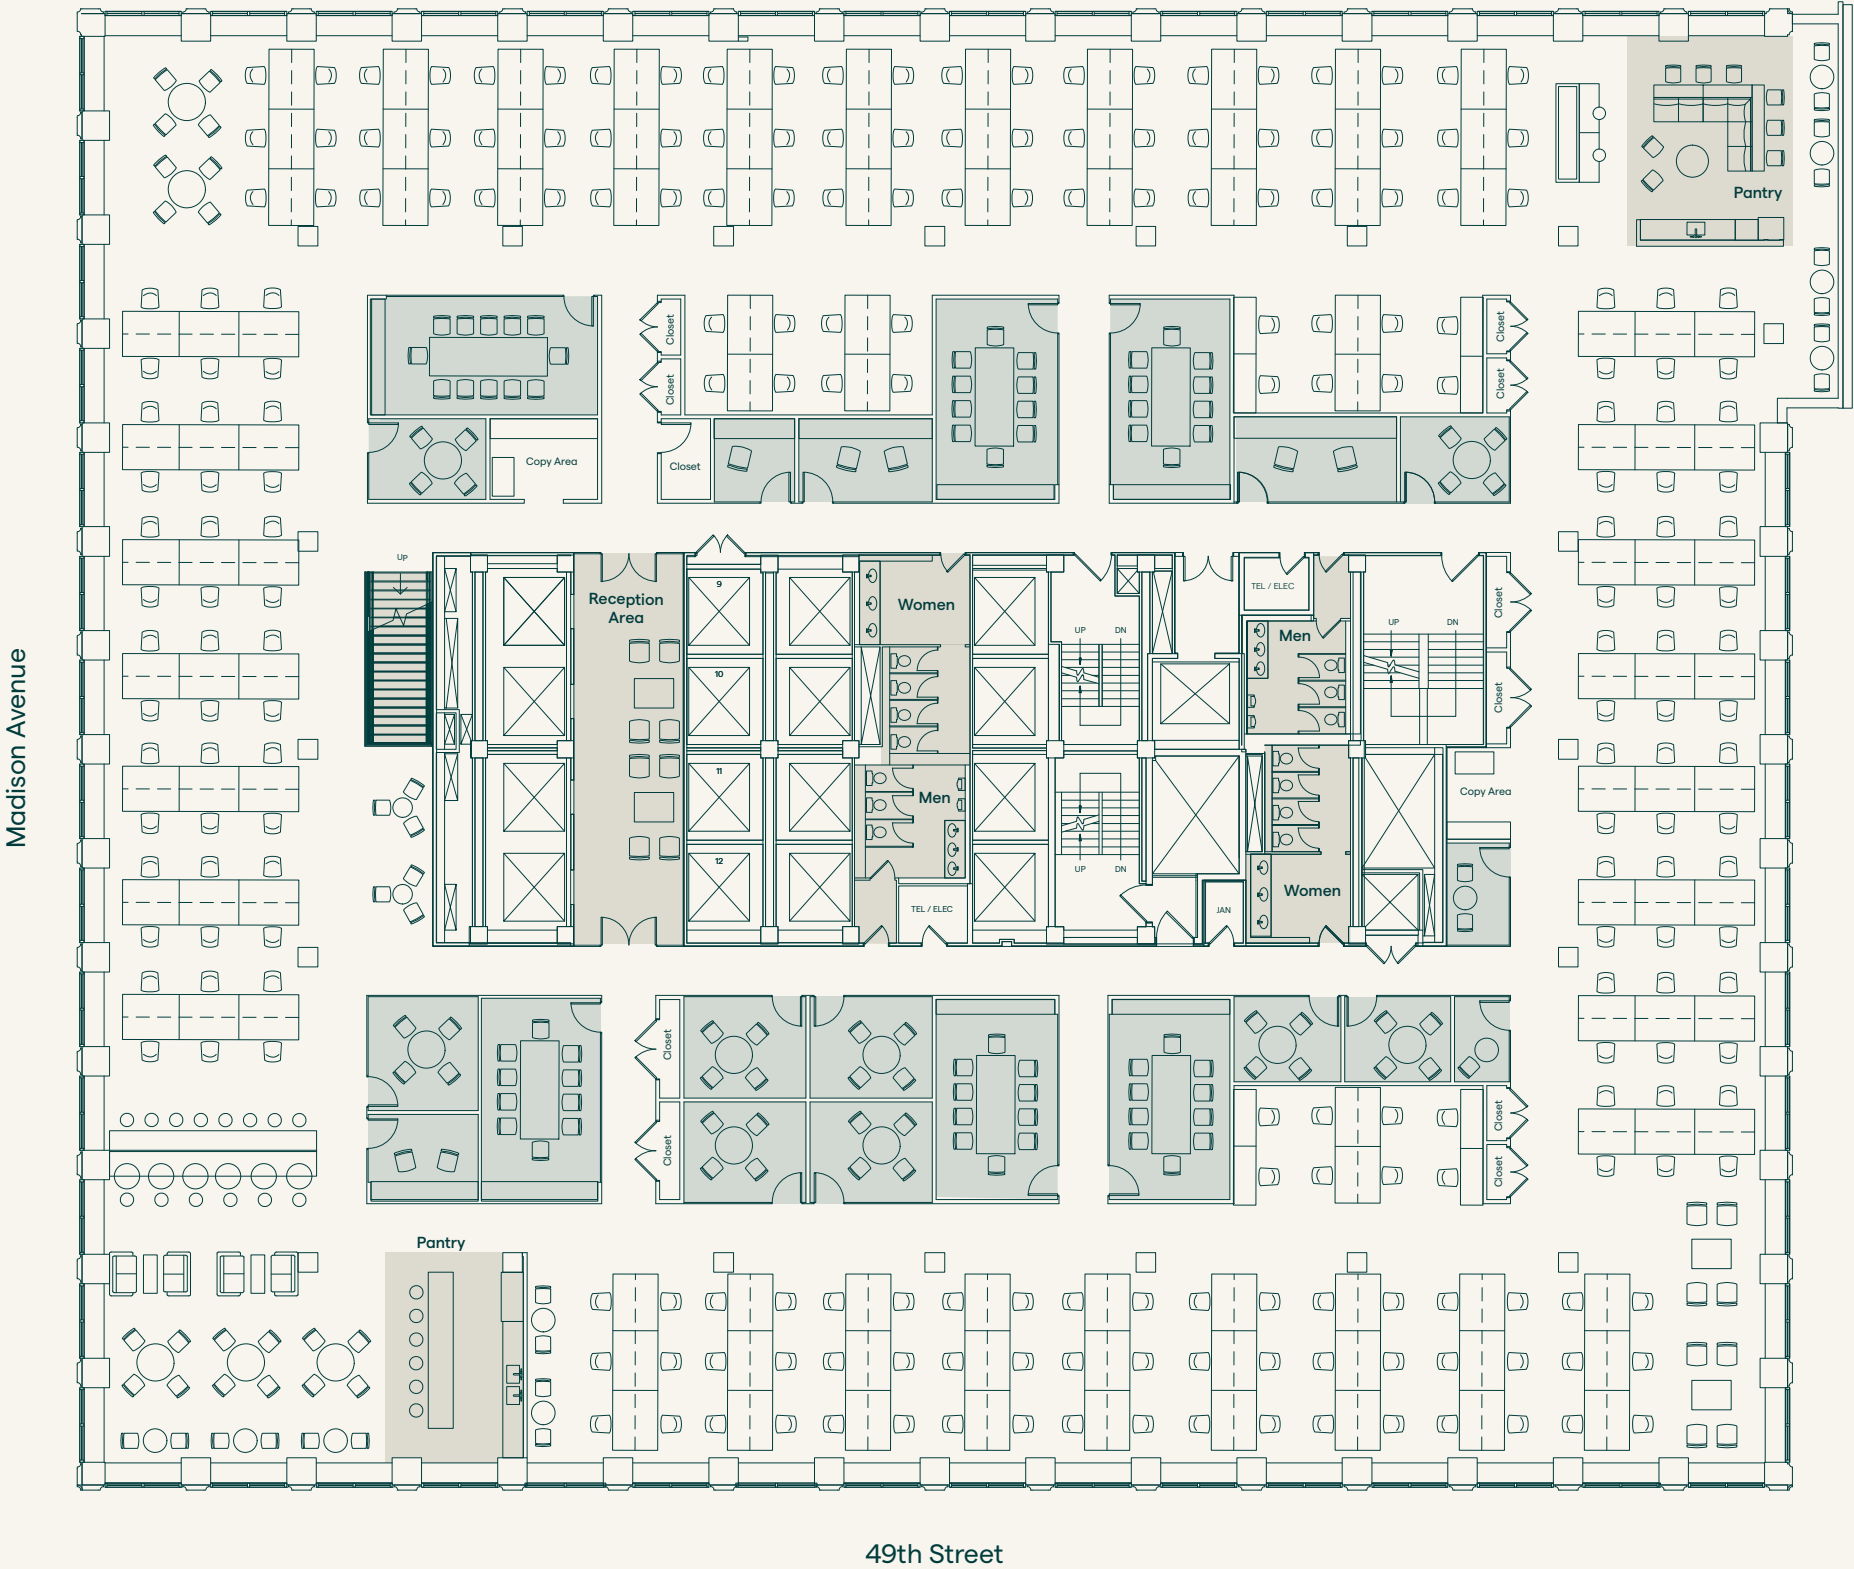 Pantry
Closet
Closet
Closet
Closet
Copy Area
Closet
UP
Reception
Area
9
Women
TEL / ELEC
Men
Closet
UP
DN
UP
DN
10
Closet
Madison Avenue
11
Men
Copy Area
12
UP
DN
Women
TEL / ELEC
JAN
Closet
Closet
Closet
Closet
Pantry
49th Street